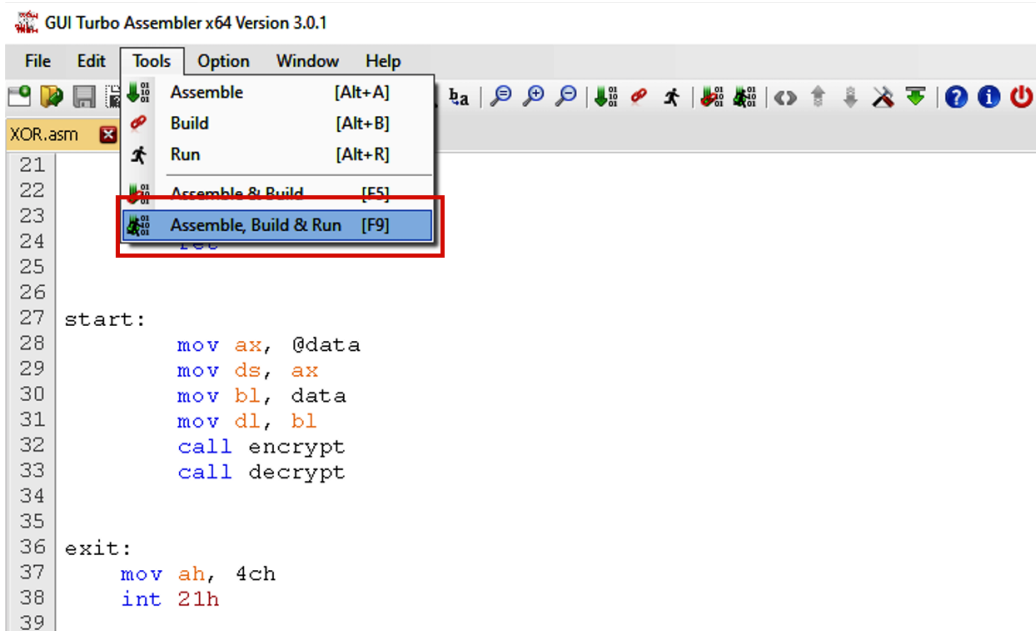 GUI Turbo Assembler x64 Version 3.0.1
File Edit Tools Option Window Help
Assemble [Alt+A]
Build [Alt+B]
Run [Alt+R]
Assemble & Build [F5]
Assemble, Build & Run [F9]
XOR.asm
21
22
23
24 ret
25
26
27 start:
28 mov ax, @data
29 mov ds, ax
30 mov bl, data
31 mov dl, bl
32 call encrypt
33 call decrypt
34
35
36 exit:
37 mov ah, 4ch
38 int 21h
39